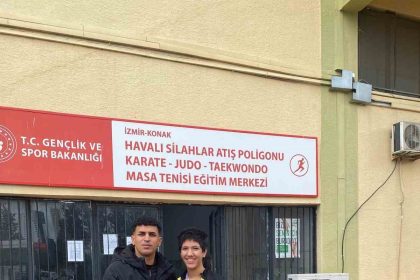 T.C. GENÇLİK VE
SPOR BAKANLIĞI
İZMİR-KONAK
HAVALI SİLAHLAR ATIŞ POLİGONU
KARATE - JUDO - TAEKWONDO
MASA TENİSİ EĞİTİM MERKEZİ